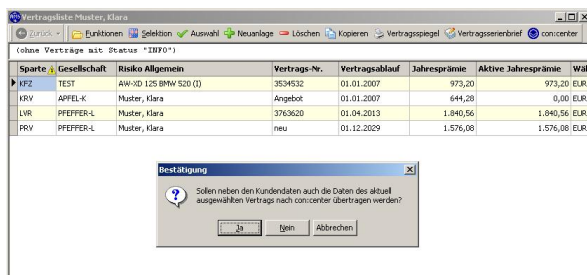 Vertragsliste Muster, Klara
Zurück Funktionen Selektion Auswahl Neuanlage Löschen Kopieren Vertragsspiegel Vertragsserienbrief con:center
(ohne Verträge mit Status "INFO")
Sparte Gesellschaft Risiko Allgemein Vertrags-Nr. Vertragsablauf Jahresprämie Aktive Jahresprämie Wäl
KFZ TEST AW-XD 125 BMW 520 (I) 3534532 01.01.2007 973,20 973,20 EUR
KRV APFEL-K Muster, Klara Angebot 01.01.2007 644,28 0,00 EUR
LVR PFEFFER-L Muster, Klara 3763620 01.04.2013 1.840,56 1.840,56 EUR
PRV PFEFFER-L Muster, Klara neu 01.12.2029 1.576,08 1.576,08 EUR
Bestätigung
Sollen neben den Kundendaten auch die Daten des aktuell
ausgewählten Vertrags nach con:center übertragen werden?
Ja Nein Abbrechen